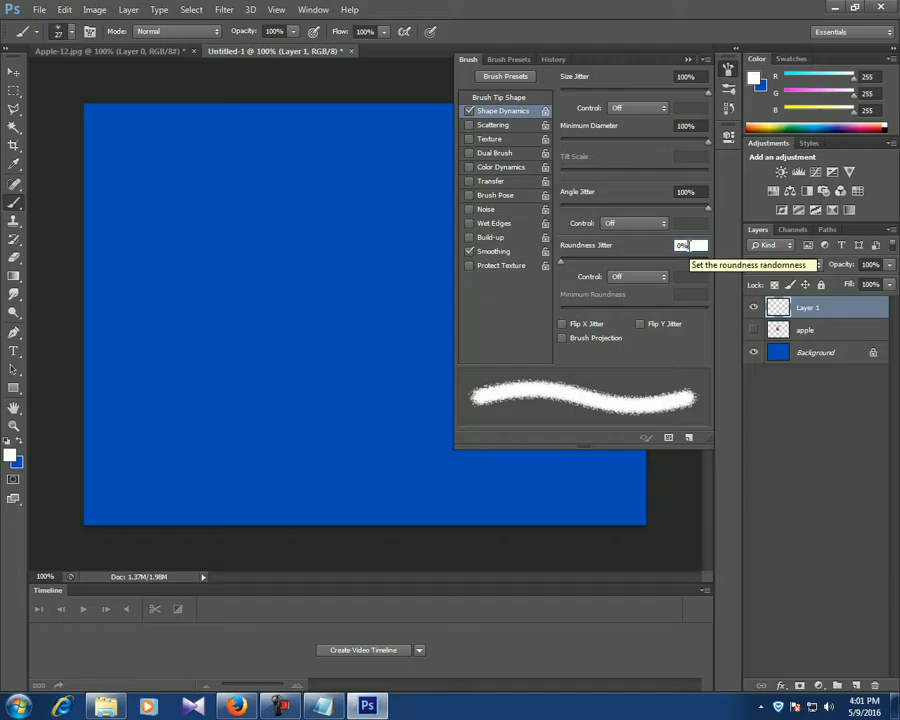 Ps File Edit Image Layer Type Select Filter 3D View Window Help
27 Mode: Normal Opacity: 100% Flow: 100% Essentials
Apple-12.jpg @ 100% (Layer 0, RGB/8#) * × Untitled-1 @ 100% (Layer 1, RGB/8) * ×
Brush Brush Presets History
Brush Presets
Brush Tip Shape
Shape Dynamics
Scattering
Texture
Dual Brush
Color Dynamics
Transfer
Brush Pose
Noise
Wet Edges
Build-up
Smoothing
Protect Texture
Size Jitter 100%
Control: Off
Minimum Diameter 100%
Tilt Scale
Angle Jitter 100%
Control: Off
Roundness Jitter 0%
Set the roundness randomness
Control: Off
Minimum Roundness
Flip X Jitter Flip Y Jitter
Brush Projection
Color Swatches
R 255
G 255
B 255
Adjustments Styles
Add an adjustment
Layers Channels Paths
Kind
Opacity: 100%
Lock: Fill: 100%
Layer 1
apple
Background
100% Doc: 1.37M/1.98M
Timeline
Create Video Timeline
Ps
4:01 PM
5/9/2016